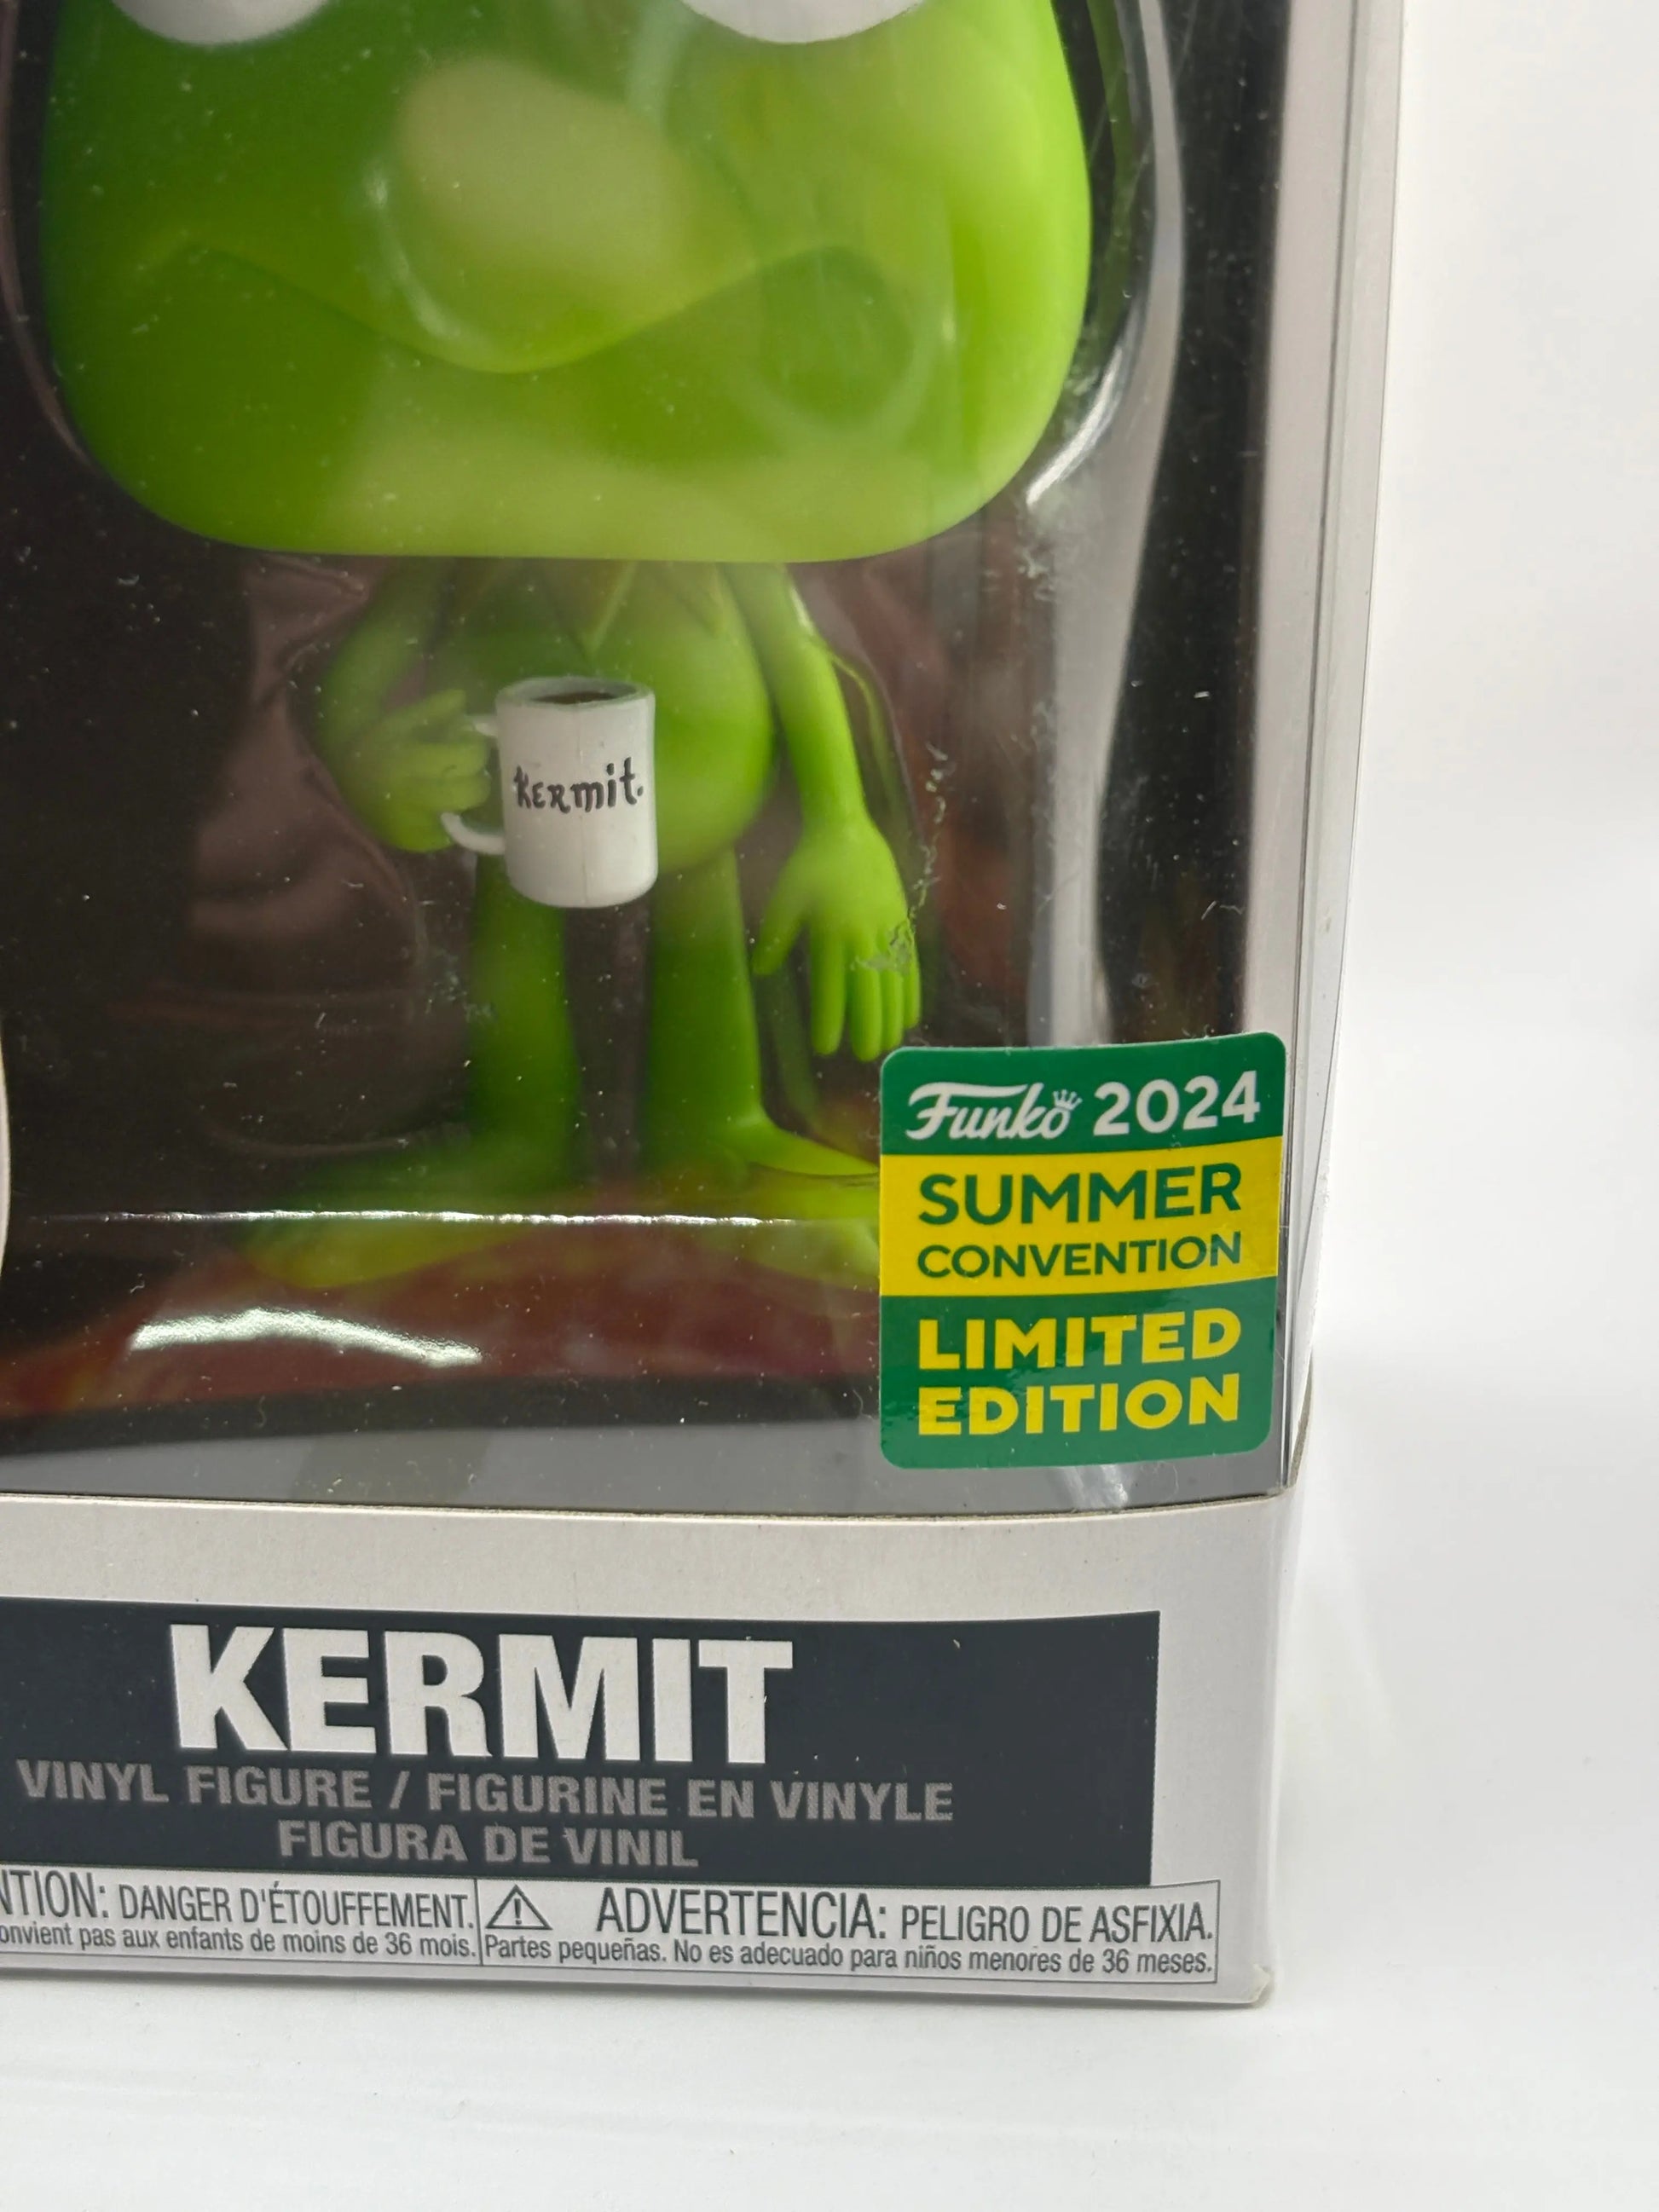 Kermit.
Funko 2024
SUMMER
CONVENTION
LIMITED
EDITION
KERMIT
VINYL FIGURE / FIGURINE EN VINYLE
FIGURA DE VINIL
DANGER D'ÉTOUFFEMENT.
pas aux enfants de moins de 36 mois.
ADVERTENCIA: PELIGRO DE ASFIXIA.
Partes pequeñas. No es adecuado para niños menores de 36 meses.